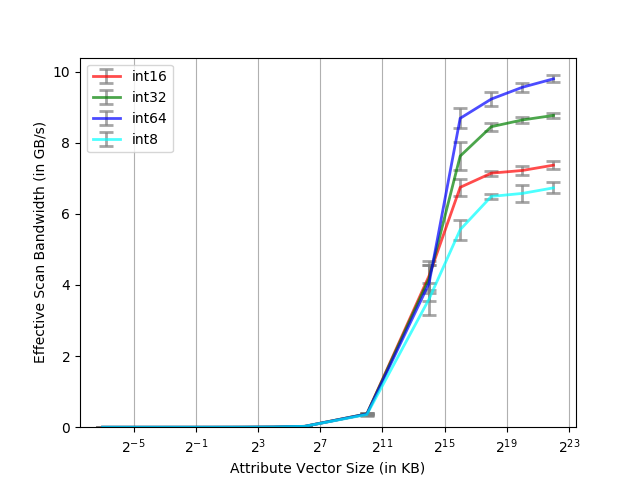 10
8
6
4
2
0
Effective Scan Bandwidth (in GB/s)
int16
int32
int64
int8
2^−5 2^−1 2^3 2^7 2^11 2^15 2^19 2^23
Attribute Vector Size (in KB)